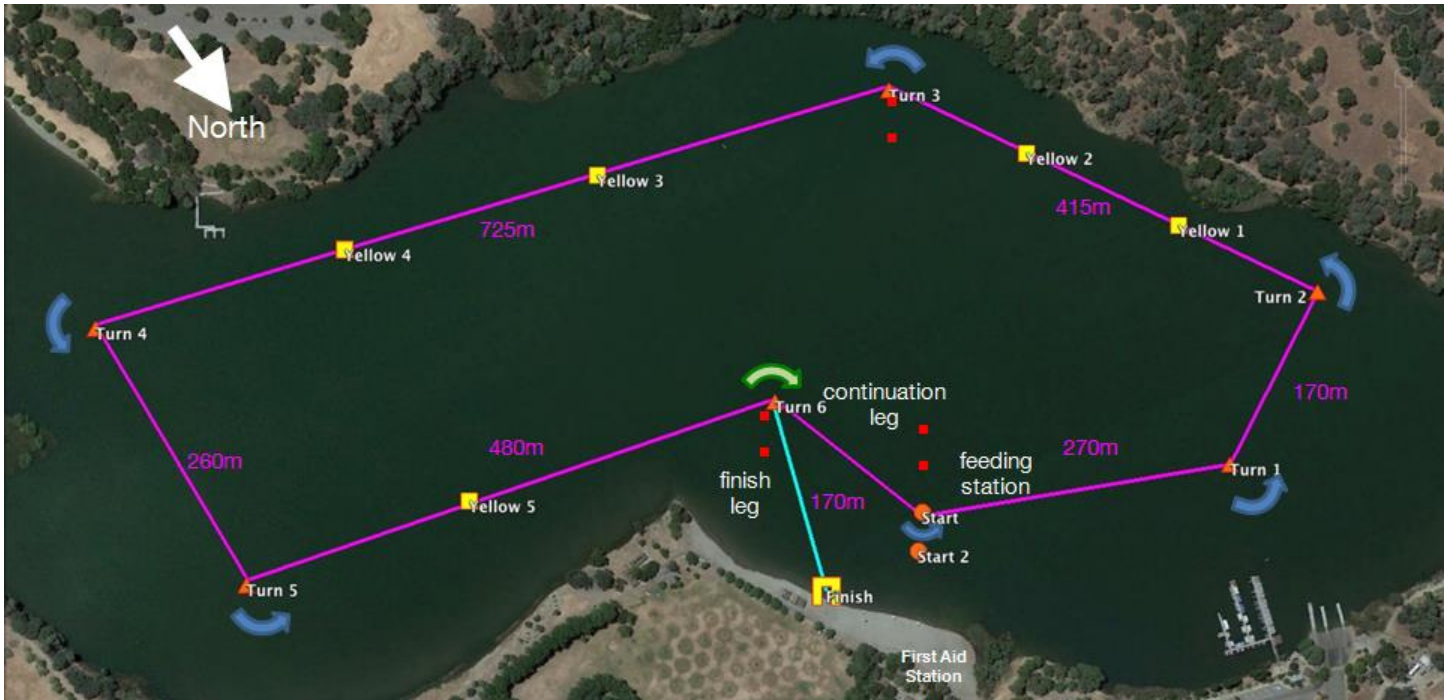 North
Turn 3
Yellow 2
Yellow 3
415m
Yellow 1
725m
Yellow 4
Turn 2
Turn 4
continuation
leg
Turn 6
170m
480m
270m
260m
feeding
station
finish
leg
Turn 1
Yellow 5
170m
Start
Start 2
Turn 5
Finish
First Aid
Station